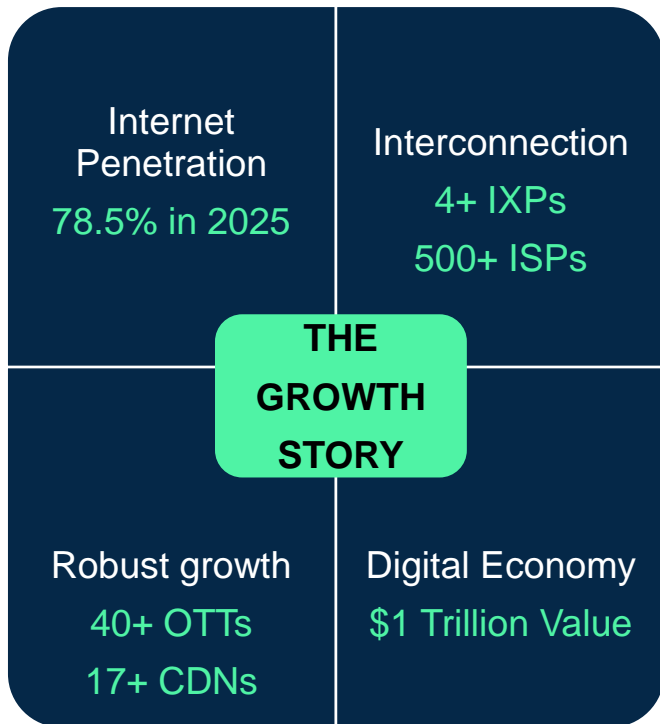 Internet
Penetration
78.5% in 2025
Interconnection
4+ IXPs
500+ ISPs
THE
GROWTH
STORY
Robust growth
40+ OTTs
17+ CDNs
Digital Economy
$1 Trillion Value